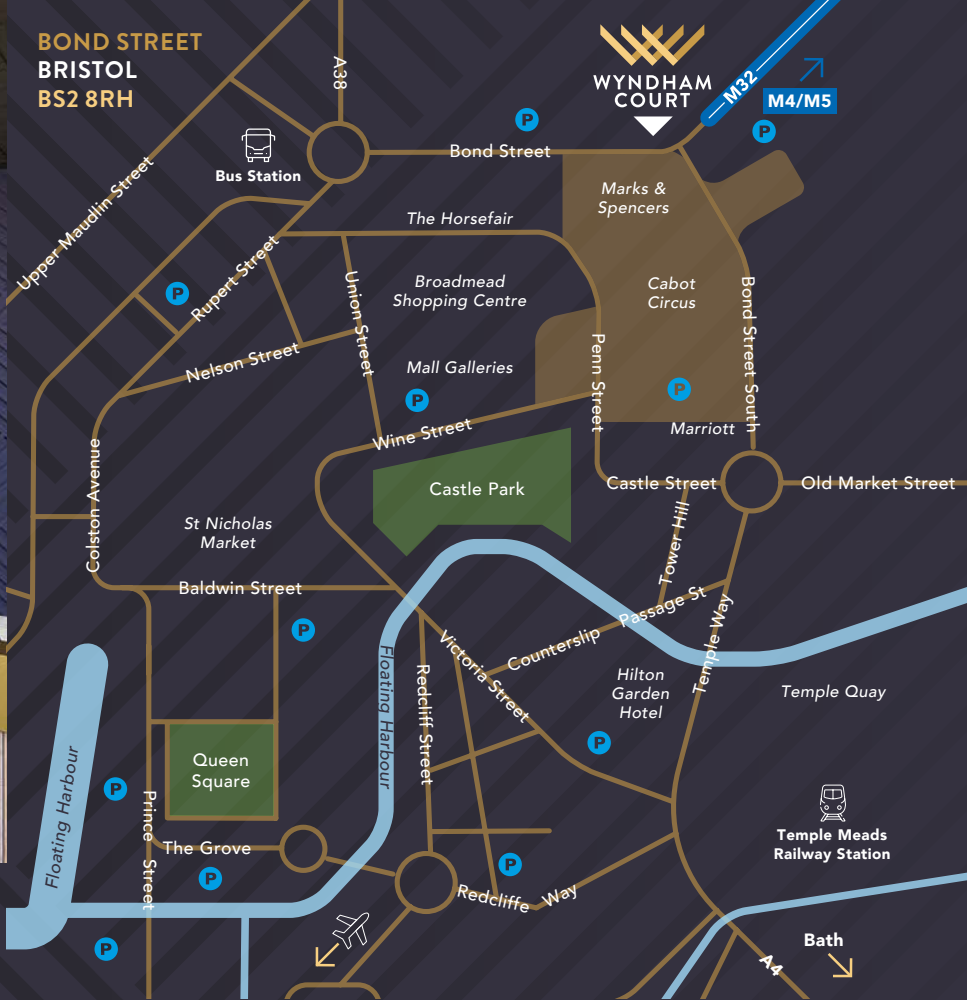 BOND STREET
BRISTOL
BS2 8RH
WYNDHAM
COURT
A38
M32
M4/M5
P
P
Bus Station
Bond Street
Upper Maudlin Street
Marks &
Spencers
The Horsefair
Rupert Street
P
Union Street
Broadmead
Shopping Centre
Cabot
Circus
Bond Street South
Nelson Street
Mall Galleries
Penn Street
P
P
Wine Street
Marriott
Colston Avenue
Castle Park
Castle Street
Old Market Street
St Nicholas
Market
Tower Hill
Baldwin Street
Passage St
P
Counterslip
Temple Way
Victoria Street
Floating Harbour
Redcliff Street
Hilton
Garden
Hotel
Temple Quay
P
Queen
Square
Floating Harbour
P
Prince Street
The Grove
P
P
Redcliffe Way
Temple Meads
Railway Station
P
Bath
A4